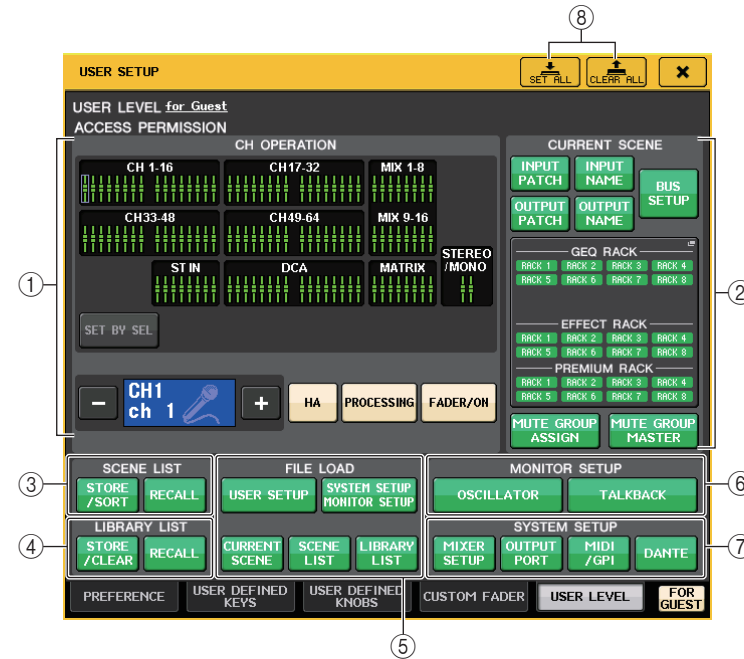 ⑧
USER SETUP
SET ALL
CLEAR ALL
USER LEVEL for Guest
ACCESS PERMISSION
CH OPERATION
CH 1-16
CH17-32
MIX 1-8
CH33-48
CH49-64
MIX 9-16
ST IN
DCA
MATRIX
STEREO
/MONO
SET BY SEL
①
CH1
ch 1
HA
PROCESSING
FADER/ON
CURRENT SCENE
INPUT
PATCH
INPUT
NAME
BUS
SETUP
OUTPUT
PATCH
OUTPUT
NAME
GEQ RACK
RACK 1 RACK 2 RACK 3 RACK 4
RACK 5 RACK 6 RACK 7 RACK 8
EFFECT RACK
RACK 1 RACK 2 RACK 3 RACK 4
RACK 5 RACK 6 RACK 7 RACK 8
PREMIUM RACK
RACK 1 RACK 2 RACK 3 RACK 4
RACK 5 RACK 6 RACK 7 RACK 8
MUTE GROUP
ASSIGN
MUTE GROUP
MASTER
②
SCENE LIST
STORE
/SORT
RECALL
③
LIBRARY LIST
STORE
/CLEAR
RECALL
④
FILE LOAD
USER SETUP
SYSTEM SETUP
MONITOR SETUP
CURRENT
SCENE
SCENE
LIST
LIBRARY
LIST
MONITOR SETUP
OSCILLATOR
TALKBACK
⑥
SYSTEM SETUP
MIXER
SETUP
OUTPUT
PORT
MIDI
/GPI
DANTE
⑦
PREFERENCE
USER DEFINED
KEYS
USER DEFINED
KNOBS
CUSTOM FADER
USER LEVEL
FOR
GUEST
⑤